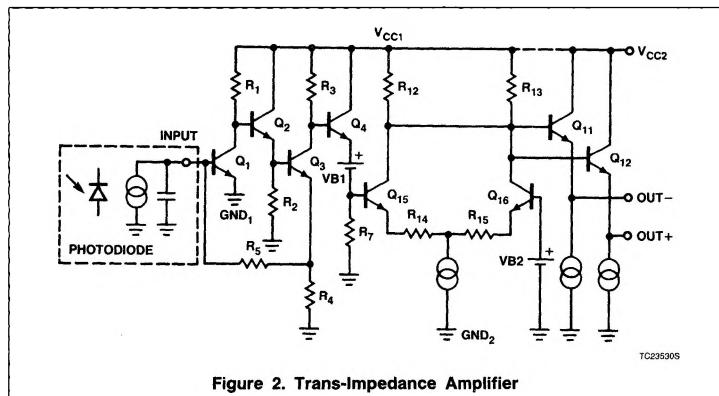 VCC1
VCC2
R1
R3
R12
R13
Q2
Q4
Q11
INPUT
Q1
Q3
VB1
+
Q12
Q15
Q16
GND1
R2
R7
R14
R15
+
OUT−
PHOTODIODE
R5
VB2
OUT+
R4
GND2
TC23530S
Figure 2. Trans-Impedance Amplifier